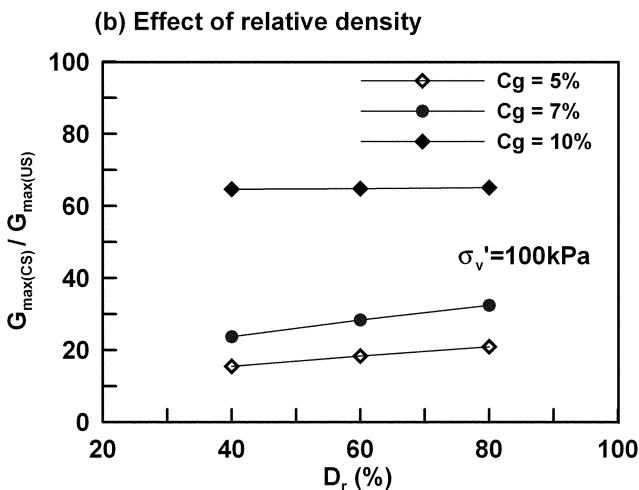 (b) Effect of relative density
100
80
60
40
20
0
20
40
60
80
100
Gmax(CS) / Gmax(US)
Dr (%)
Cg = 5%
Cg = 7%
Cg = 10%
σv'=100kPa